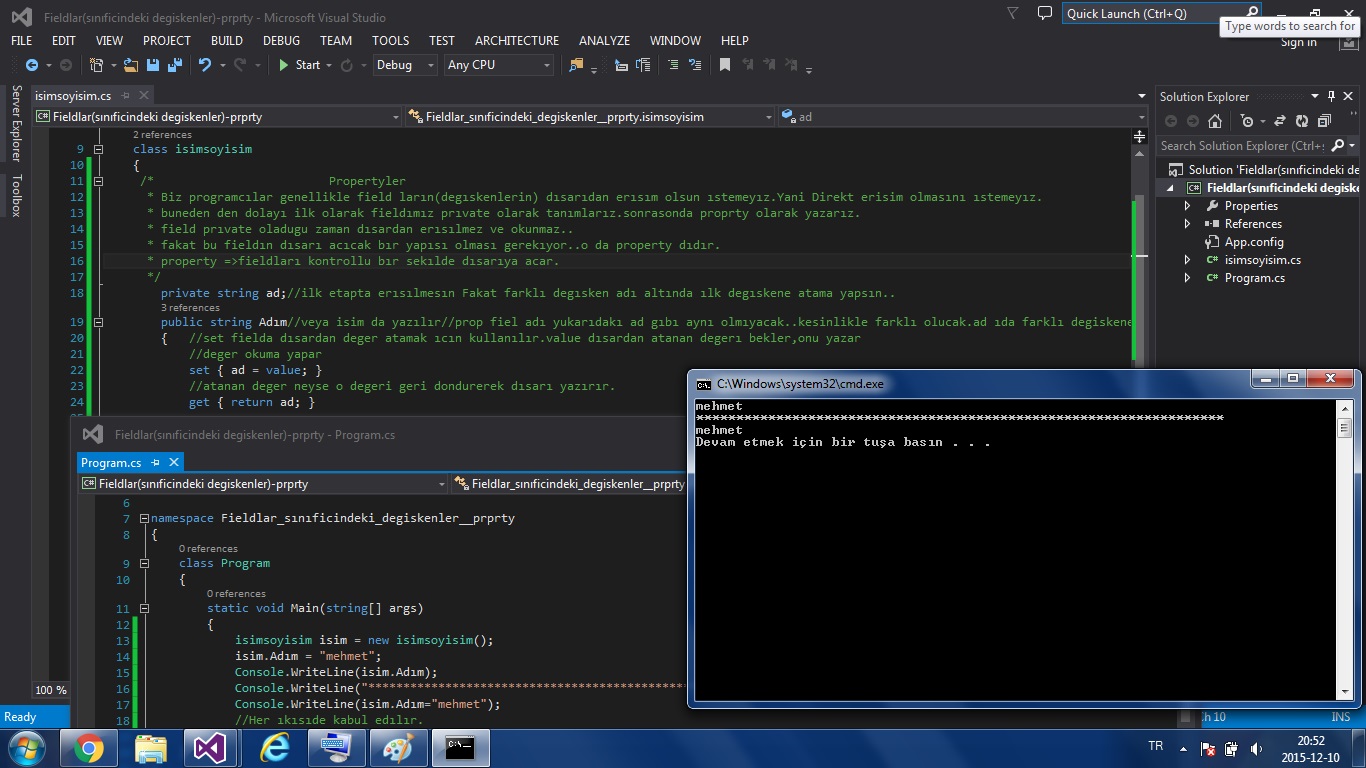 Fieldlar(sınıficindeki degiskenler)-prprty - Microsoft Visual Studio
Quick Launch (Ctrl+Q)
Type words to search for
FILE EDIT VIEW PROJECT BUILD DEBUG TEAM TOOLS TEST ARCHITECTURE ANALYZE WINDOW HELP
Sign in
Start Debug Any CPU
Server Explorer
Toolbox
isimsoyisim.cs
Fieldlar(sınıficindeki degiskenler)-prprty Fieldlar_sınıficindeki_degiskenler__prprty.isimsoyisim ad
2 references
9 class isimsoyisim
10 {
11 /* Propertyler
12 * Biz programcılar genellikle field ların(degıskenlerin) dısarıdan erısım olsun ıstemeyız.Yani Direkt erisim olmasını ıstemeyız.
13 * buneden den dolayı ilk olarak fieldımız prıvate olarak tanımlarız.sonrasonda proprty olarak yazarız.
14 * field prıvate oladugu zaman dısardan erısılmez ve okunmaz..
15 * fakat bu fieldın dısarı acıcak bır yapısı olması gerekıyor..o da property dıdır.
16 * property =>fieldları kontrollu bır sekılde dısarıya acar.
17 */
18 private string ad;//ilk etapta erısılmesın Fakat farklı degısken adı altında ılk degıskene atama yapsın..
3 references
19 public string Adım//veya isim da yazılır//prop fiel adı yukarıdakı ad gıbı aynı olmıyacak..kesinlikle farklı olucak.ad ıda farklı degiskene
20 { //set fielda dısardan deger atamak ıcın kullanılır.value dısardan atanan degerı bekler,onu yazar
21 //deger okuma yapar
22 set { ad = value; }
23 //atanan deger neyse o degeri geri dondurerek dısarı yazırır.
24 get { return ad; }
100 %
Ready
Solution Explorer
Search Solution Explorer (Ctrl+;
Solution 'Fieldlar(sınıficindeki de
Fieldlar(sınıficindeki degiske
Properties
References
App.config
isimsoyisim.cs
Program.cs
Fieldlar(sınıficindeki degiskenler)-prprty - Program.cs
Program.cs
Fieldlar(sınıficindeki degiskenler)-prprty Fieldlar_sınıficindeki_degiskenler__prprty
6
7 namespace Fieldlar_sınıficindeki_degiskenler__prprty
8 {
0 references
9 class Program
10 {
0 references
11 static void Main(string[] args)
12 {
13 isimsoyisim isim = new isimsoyisim();
14 isim.Adım = "mehmet";
15 Console.WriteLine(isim.Adım);
16 Console.WriteLine("**********************************************
17 Console.WriteLine(isim.Adım="mehmet");
18 //Her ıkısıde kabul edılır.
C:\Windows\system32\cmd.exe
mehmet
******************************************************************
mehmet
Devam etmek için bir tuşa basın . . .
Ch 10 INS
TR
20:52
2015-12-10